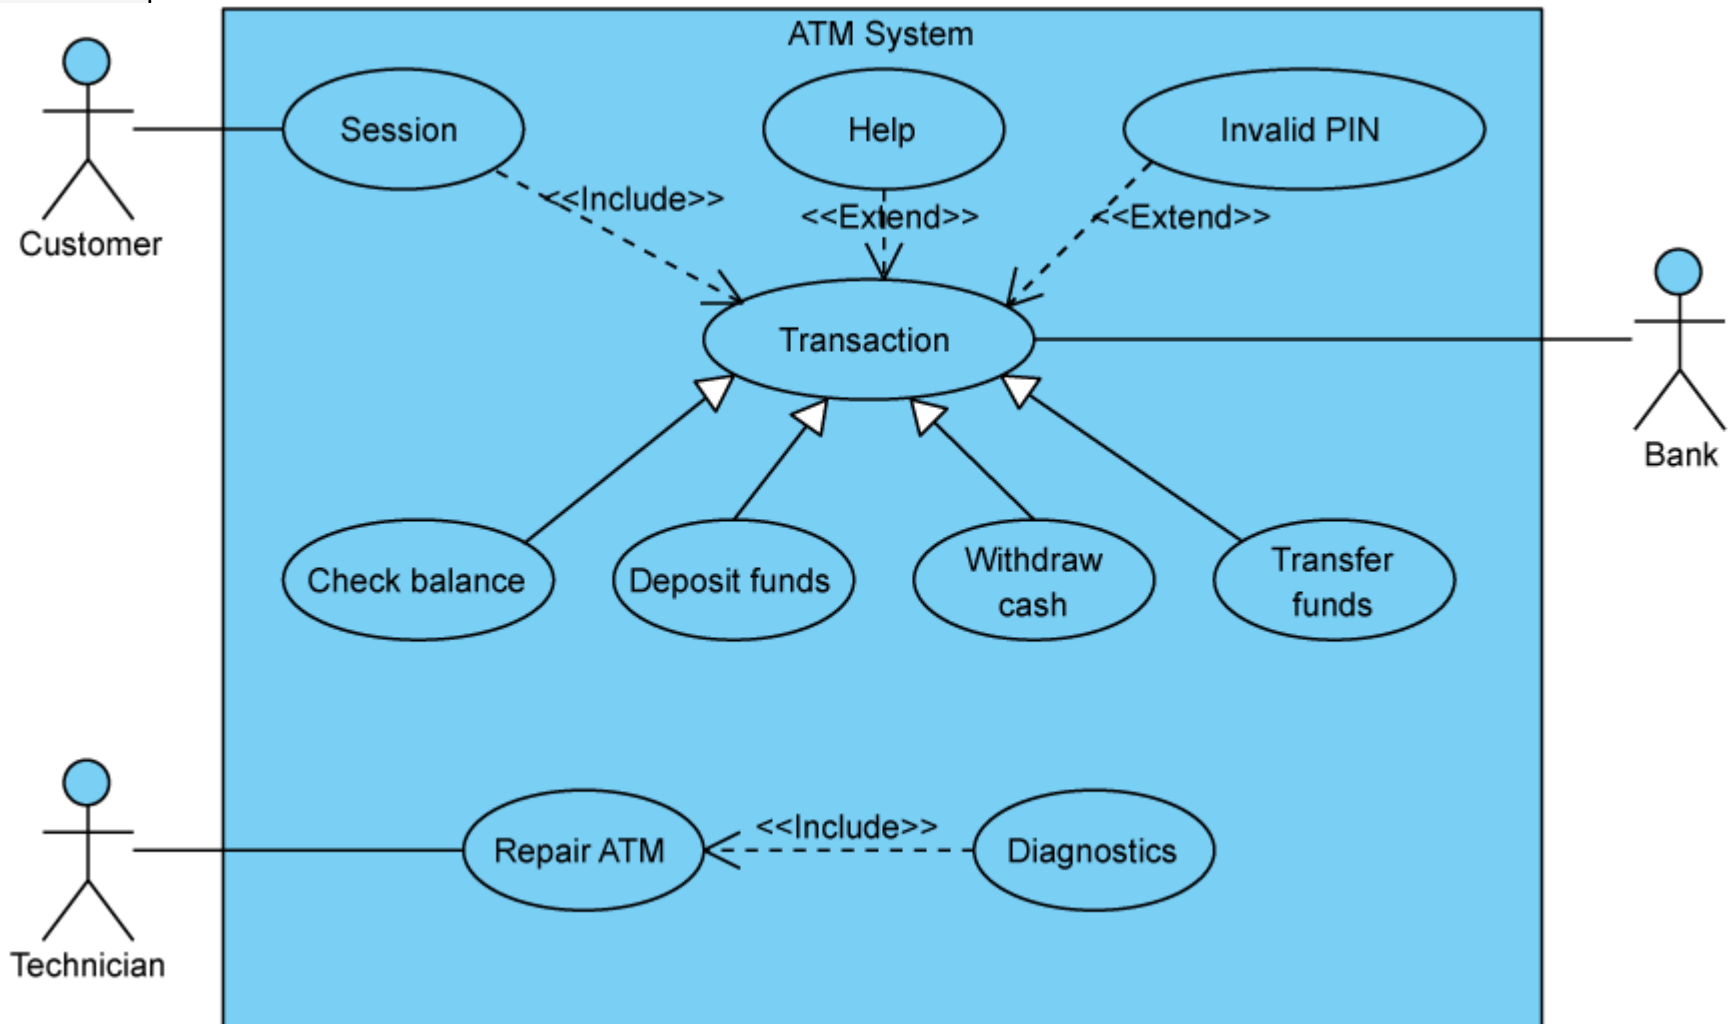 ATM System
Session
Help
Invalid PIN
<<Include>>
<<Extend>>
<<Extend>>
Customer
Transaction
Bank
Check balance
Deposit funds
Withdraw
cash
Transfer
funds
Repair ATM
<<Include>>
Diagnostics
Technician